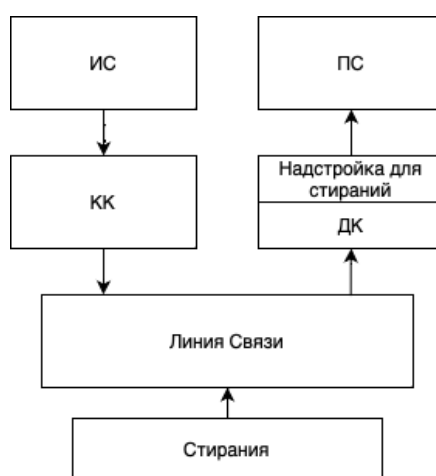 ИС
ПС
КК
Надстройка для
стираний
ДК
Линия Связи
Стирания